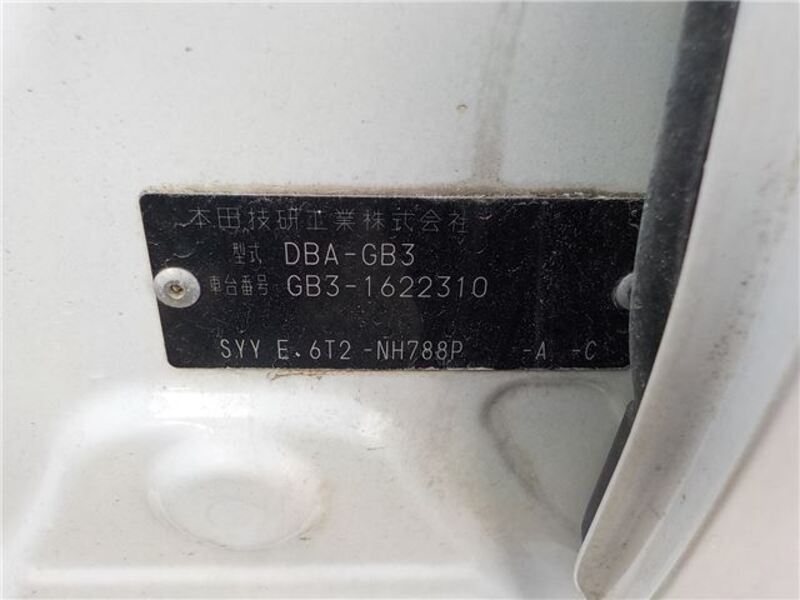 本田技研工業株式会社
型式 DBA-GB3
車台番号 GB3-1622310
SYY E.6T2 -NH788P -A -C